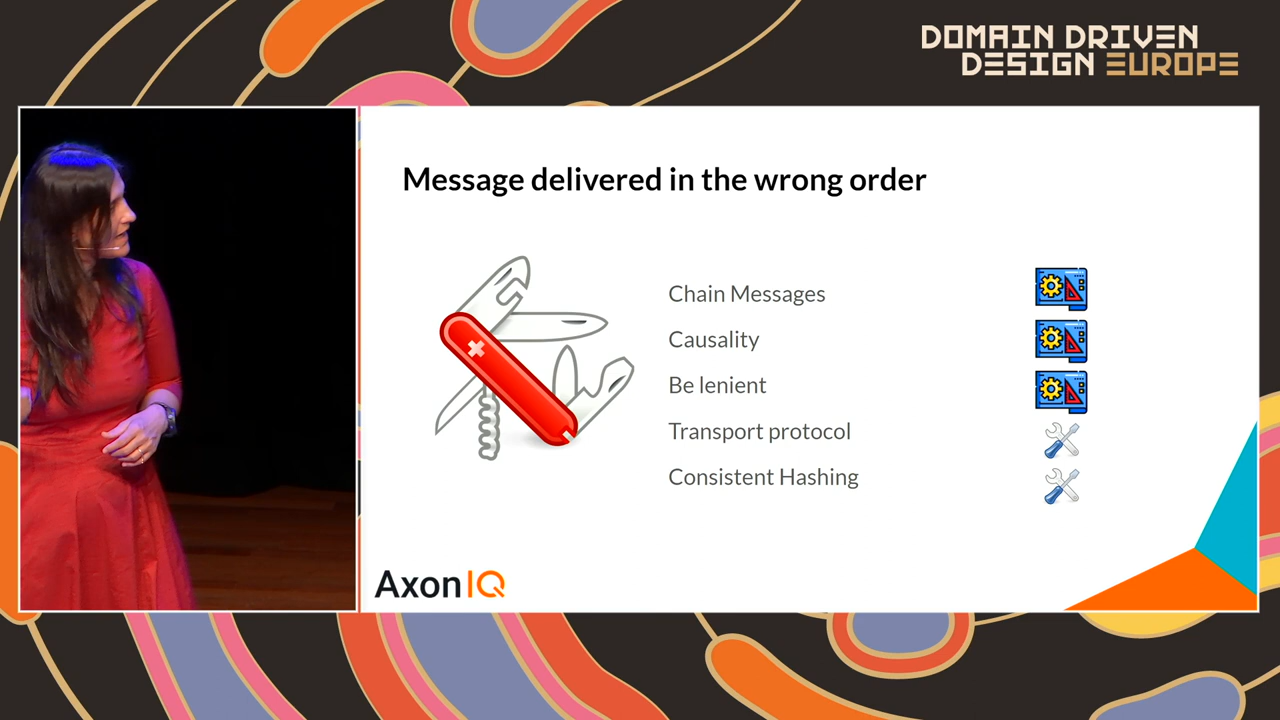 DOMAIN DRIVEN
DESIGN EUROPE
Message delivered in the wrong order
Chain Messages
Causality
Be lenient
Transport protocol
Consistent Hashing
AxonIQ